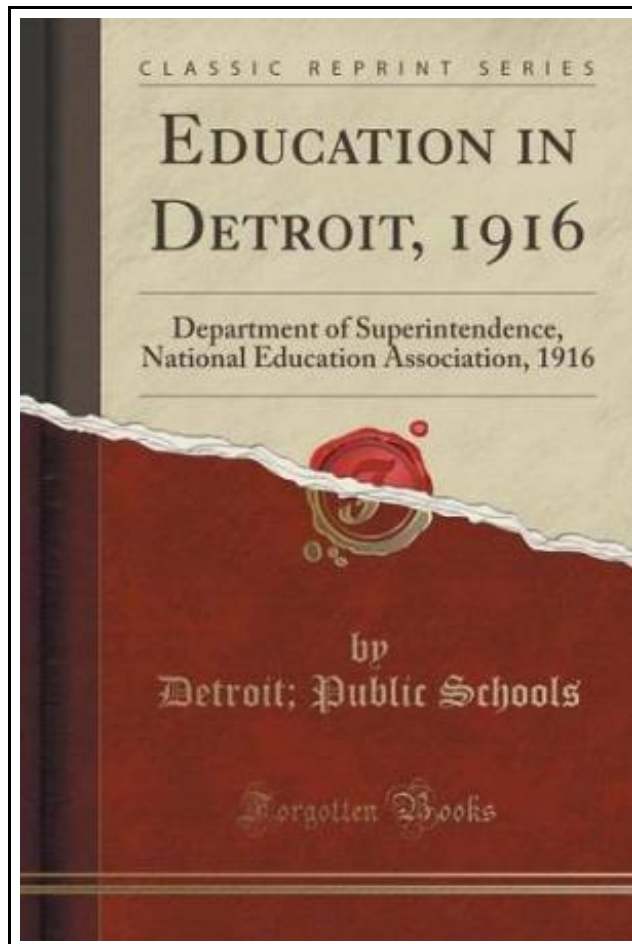 CLASSIC REPRINT SERIES
EDUCATION IN
DETROIT, 1916
Department of Superintendence,
National Education Association, 1916
F
by
Detroit; Public Schools
Forgotten Books